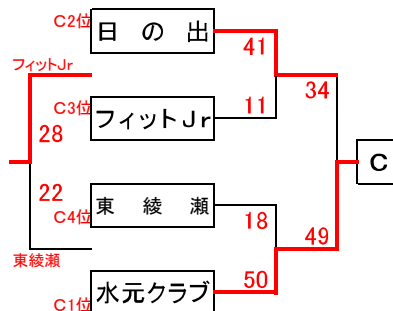 C2位
日の出
41
フィットJr
34
C3位
フィットJr
11
28
C
22
C4位
東綾瀬
18
49
東綾瀬
C1位
水元クラブ
50